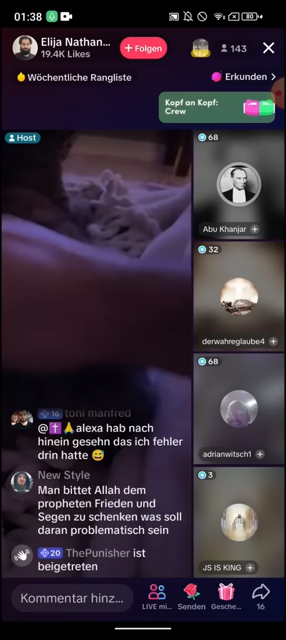 01:38
80
Elija Nathan...
19.4K Likes
+ Folgen
143
Wöchentliche Rangliste
Erkunden >
Kopf an Kopf:
Crew
Host
68
Abu Khanjar +
32
derwahreglaube4 +
68
adrianwitsch1 +
3
JS IS KING +
16 toni manfred
@✝️🙏alexa hab nach
hinein gesehn das ich fehler
drin hatte 😅
New Style
Man bittet Allah dem
propheten Frieden und
Segen zu schenken was soll
daran problematisch sein
20 ThePunisher ist
beigetreten
Kommentar hinz...
LIVE mi...
Senden
Gesche...
16